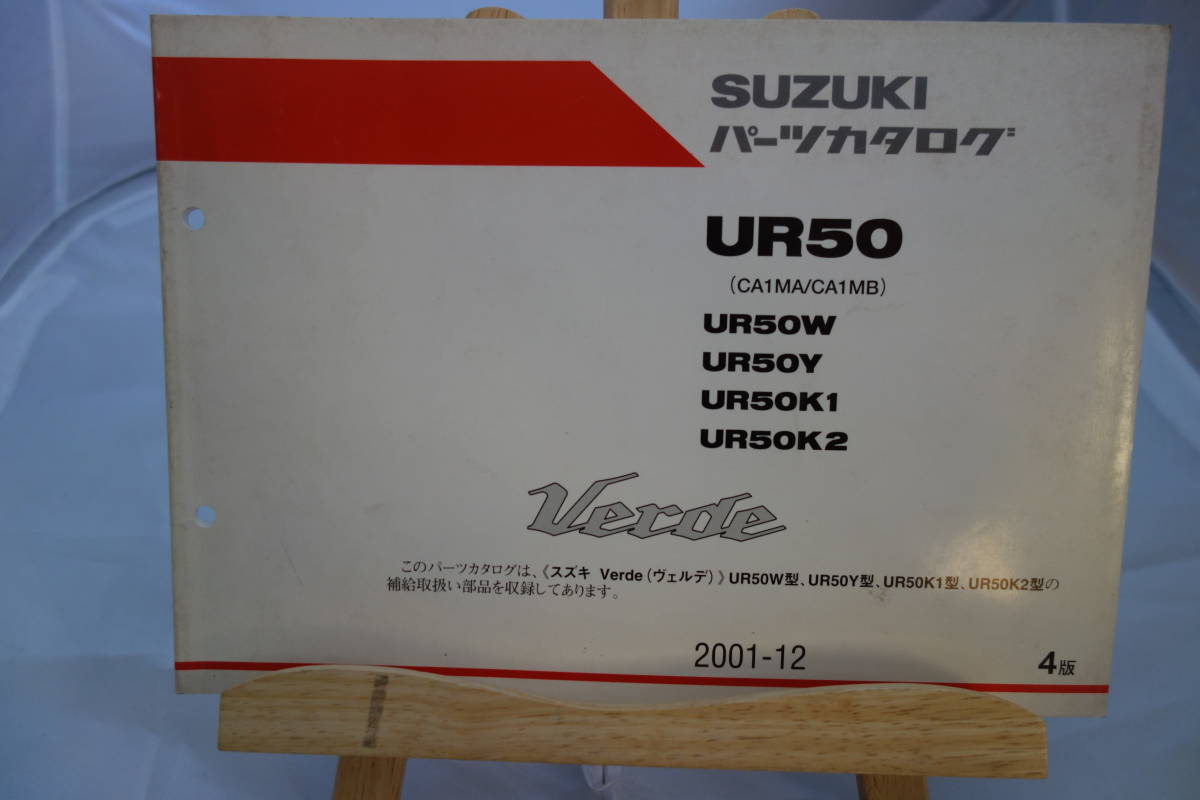 SUZUKI
パーツカタログ
UR50
(CA1MA/CA1MB)
UR50W
UR50Y
UR50K1
UR50K2
Verde
このパーツカタログは、《スズキ Verde(ヴェルデ)》UR50W型、UR50Y型、UR50K1型、UR50K2型の
補給取扱い部品を収録してあります。
2001-12
4版